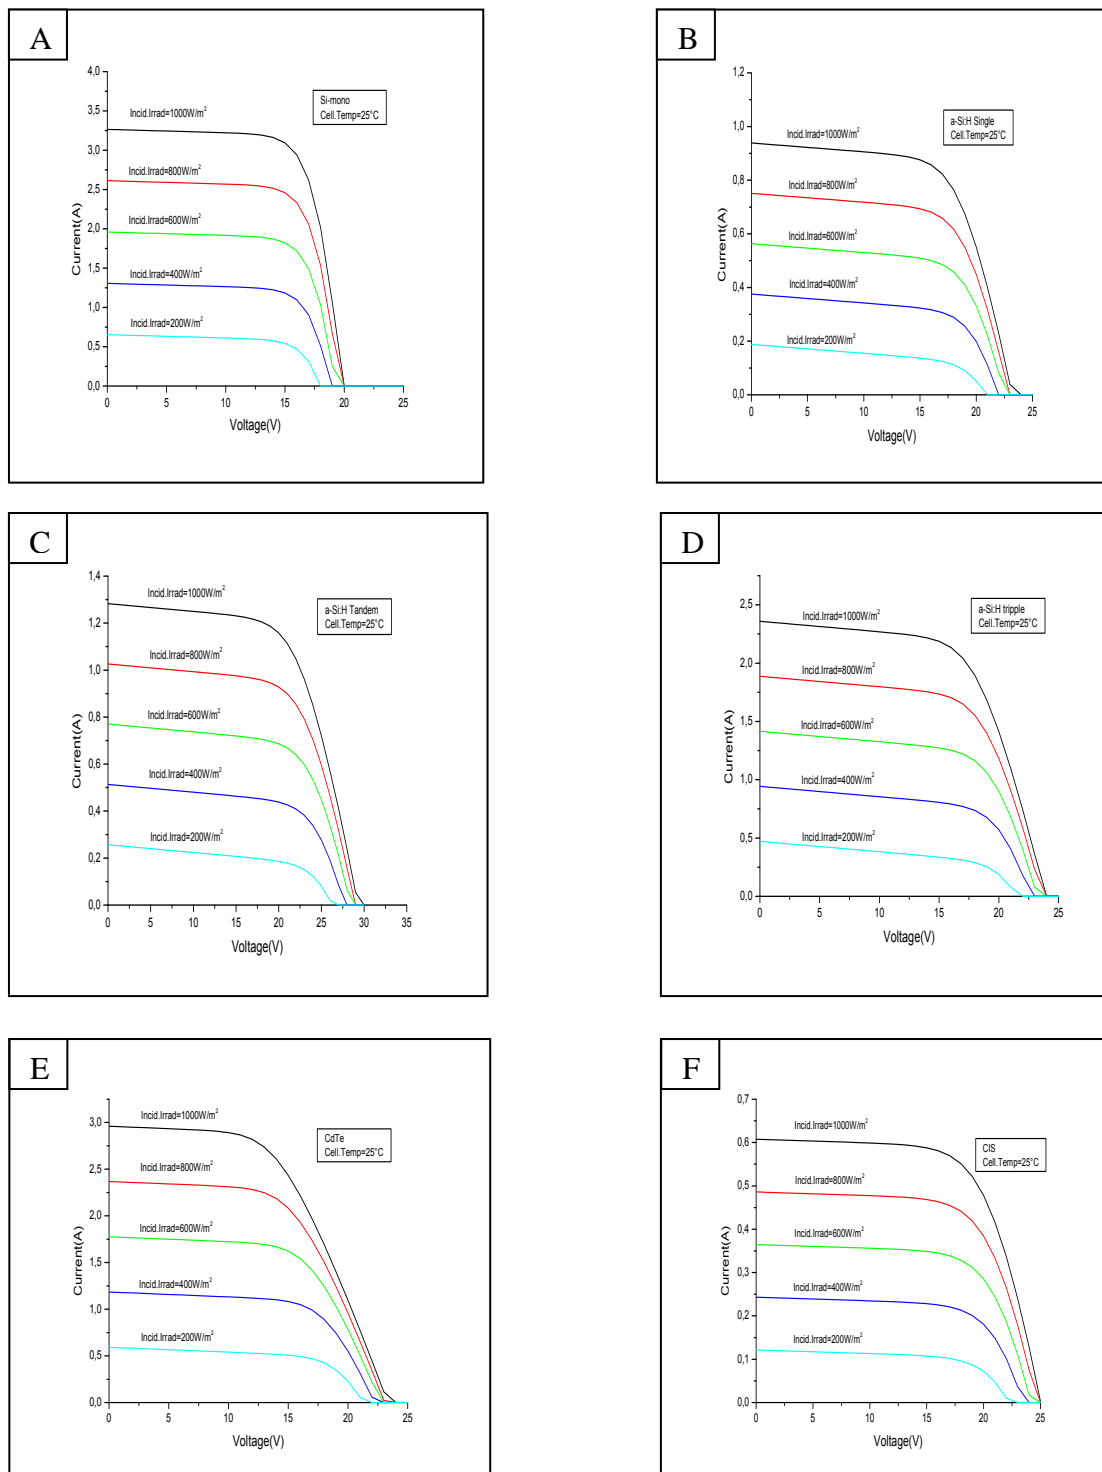 A
4,0
3,5
3,0
2,5
2,0
1,5
1,0
0,5
0,0
Current(A)
Incid.Irrad=1000W/m²
Incid.Irrad=800W/m²
Incid.Irrad=600W/m²
Incid.Irrad=400W/m²
Incid.Irrad=200W/m²
Si-mono
Cell.Temp=25°C
0 5 10 15 20 25
Voltage(V)
B
1,2
1,0
0,8
0,6
0,4
0,2
0,0
Current(A)
Incid.Irrad=1000W/m²
Incid.Irrad=800W/m²
Incid.Irrad=600W/m²
Incid.Irrad=400W/m²
Incid.Irrad=200W/m²
a-Si:H Single
Cell.Temp=25°C
0 5 10 15 20 25
Voltage(V)
C
1,4
1,2
1,0
0,8
0,6
0,4
0,2
0,0
Current(A)
Incid.Irrad=1000W/m²
Incid.Irrad=800W/m²
Incid.Irrad=600W/m²
Incid.Irrad=400W/m²
Incid.Irrad=200W/m²
a-Si:H Tandem
Cell.Temp=25°C
0 5 10 15 20 25 30 35
Voltage(V)
D
2,5
2,0
1,5
1,0
0,5
0,0
Current(A)
Incid.Irrad=1000W/m²
Incid.Irrad=800W/m²
Incid.Irrad=600W/m²
Incid.Irrad=400W/m²
Incid.Irrad=200W/m²
a-Si:H tripple
Cell.Temp=25°C
0 5 10 15 20 25
Voltage(V)
E
3,0
2,5
2,0
1,5
1,0
0,5
0,0
Current(A)
Incid.Irrad=1000W/m²
Incid.Irrad=800W/m²
Incid.Irrad=600W/m²
Incid.Irrad=400W/m²
Incid.Irrad=200W/m²
CdTe
Cell.Temp=25°C
0 5 10 15 20 25
Voltage(V)
F
0,7
0,6
0,5
0,4
0,3
0,2
0,1
0,0
Current(A)
Incid.Irrad=1000W/m²
Incid.Irrad=800W/m²
Incid.Irrad=600W/m²
Incid.Irrad=400W/m²
Incid.Irrad=200W/m²
CIS
Cell.Temp=25°C
0 5 10 15 20 25
Voltage(V)